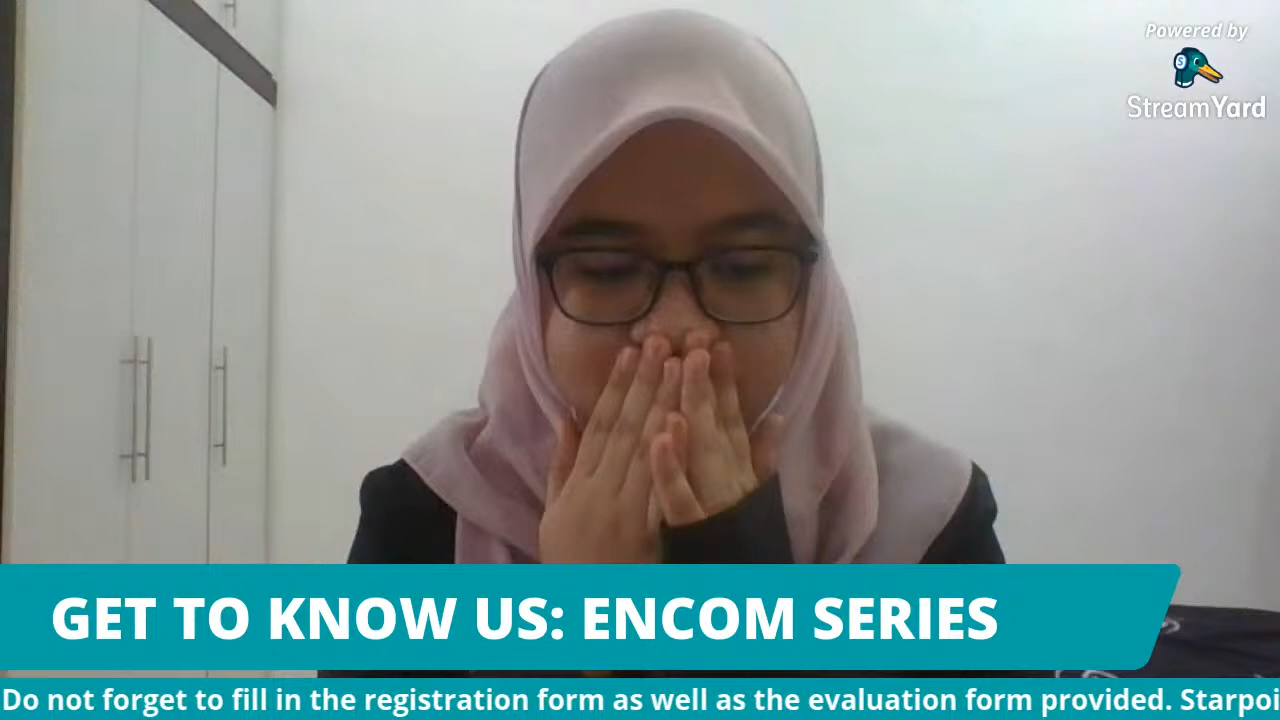 Powered by
StreamYard
GET TO KNOW US: ENCOM SERIES
Do not forget to fill in the registration form as well as the evaluation form provided. Starpoi